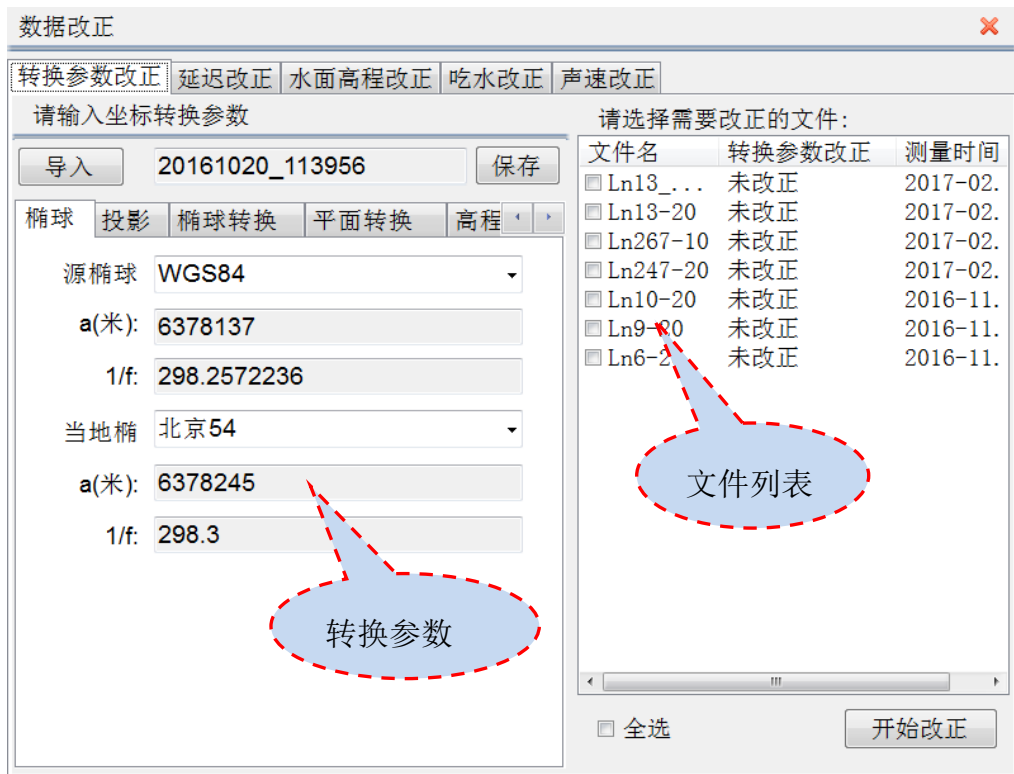 数据改正
转换参数改正 延迟改正 水面高程改正 吃水改正 声速改正
请输入坐标转换参数
导入 20161020_113956 保存
椭球 投影 椭球转换 平面转换 高程
源椭球 WGS84
a(米): 6378137
1/f: 298.2572236
当地椭 北京54
a(米): 6378245
1/f: 298.3
转换参数
请选择需要改正的文件:
文件名 转换参数改正 测量时间
Ln13_... 未改正 2017-02.
Ln13-20 未改正 2017-02.
Ln267-10 未改正 2017-02.
Ln247-20 未改正 2017-02.
Ln10-20 未改正 2016-11.
Ln9-20 未改正 2016-11.
Ln6-2 未改正 2016-11.
文件列表
全选 开始改正